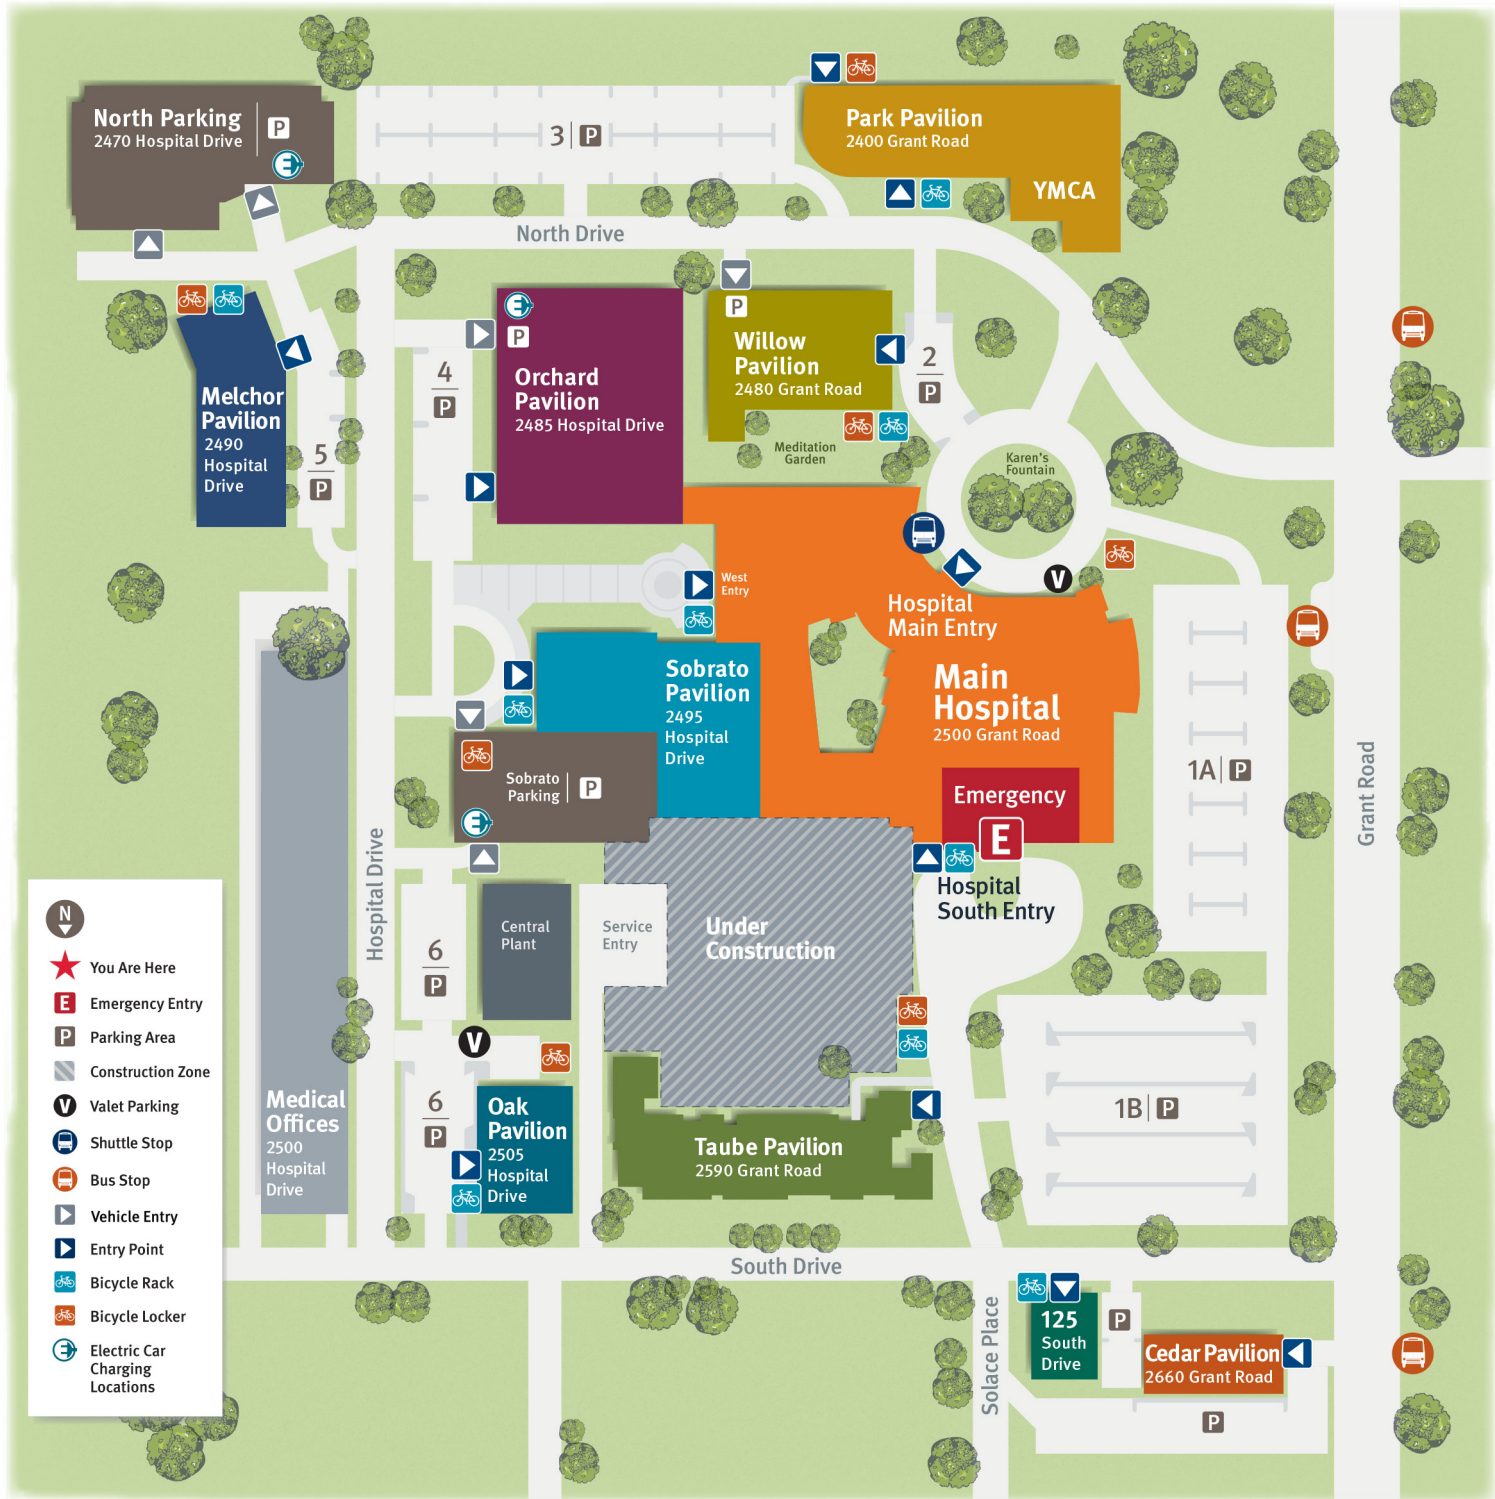 North Parking
2470 Hospital Drive
P
3
P
Park Pavilion
2400 Grant Road
YMCA
North Drive
P
Orchard
Pavilion
2485 Hospital Drive
P
Willow
Pavilion
2480 Grant Road
2
P
4
P
Melchor
Pavilion
2490
Hospital
Drive
5
P
Meditation
Garden
Karen's
Fountain
V
West
Entry
Hospital
Main Entry
Main
Hospital
2500 Grant Road
Sobrato
Pavilion
2495
Hospital
Drive
Sobrato
Parking
P
Emergency
E
1A
P
Grant Road
Hospital Drive
Hospital
South Entry
Central
Plant
Service
Entry
Under
Construction
6
P
V
6
P
Medical
Offices
2500
Hospital
Drive
Oak
Pavilion
2505
Hospital
Drive
Taube Pavilion
2590 Grant Road
1B
P
South Drive
Solace Place
125
South
Drive
P
Cedar Pavilion
2660 Grant Road
P
N
You Are Here
E
Emergency Entry
P
Parking Area
Construction Zone
V
Valet Parking
Shuttle Stop
Bus Stop
Vehicle Entry
Entry Point
Bicycle Rack
Bicycle Locker
Electric Car
Charging
Locations